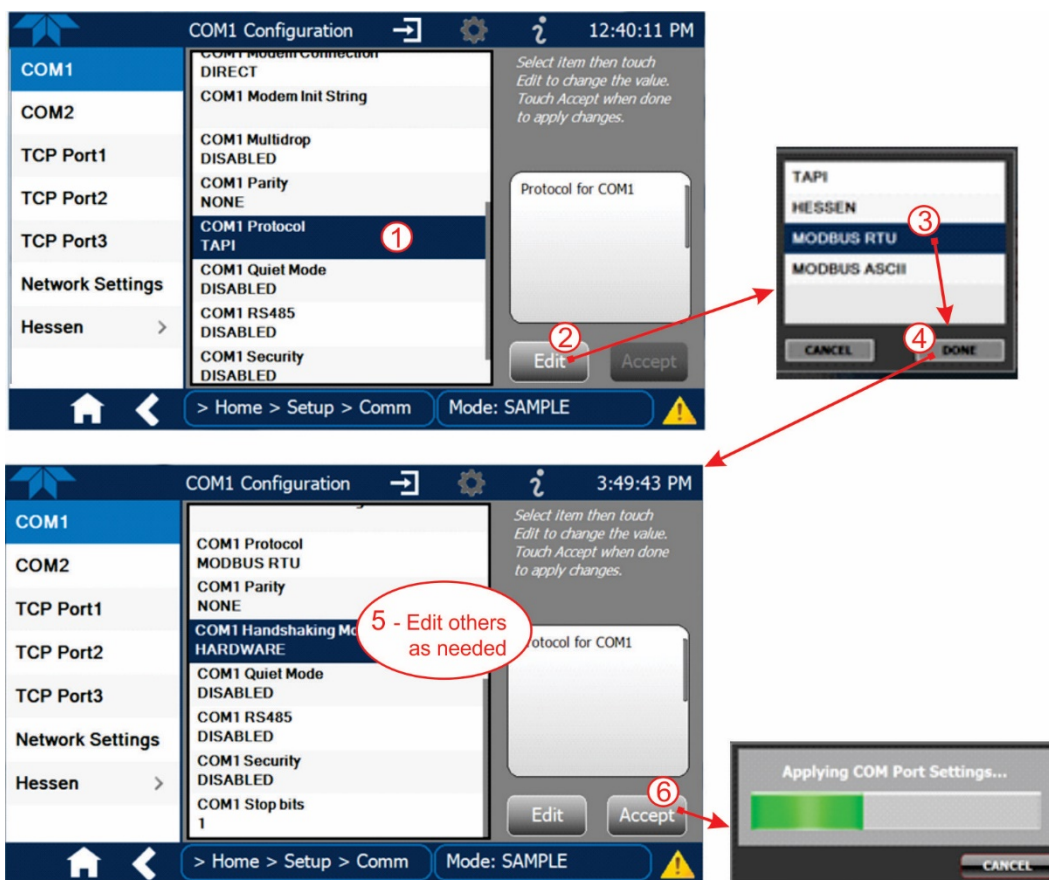 COM1 Configuration
12:40:11 PM
COM1
COM2
TCP Port1
TCP Port2
TCP Port3
Network Settings
Hessen >
COM1 Modem Connection
DIRECT
COM1 Modem Init String
COM1 Multidrop
DISABLED
COM1 Parity
NONE
COM1 Protocol
TAPI
1
COM1 Quiet Mode
DISABLED
COM1 RS485
DISABLED
COM1 Security
DISABLED
Select item then touch
Edit to change the value.
Touch Accept when done
to apply changes.
Protocol for COM1
2
Edit
Accept
> Home > Setup > Comm
Mode: SAMPLE
TAPI
HESSEN
3
MODBUS RTU
MODBUS ASCII
4
CANCEL
DONE
COM1 Configuration
3:49:43 PM
COM1
COM2
TCP Port1
TCP Port2
TCP Port3
Network Settings
Hessen >
COM1 Protocol
MODBUS RTU
COM1 Parity
NONE
COM1 Handshaking Mo
HARDWARE
5 - Edit others
as needed
COM1 Quiet Mode
DISABLED
COM1 RS485
DISABLED
COM1 Security
DISABLED
COM1 Stop bits
1
Select item then touch
Edit to change the value.
Touch Accept when done
to apply changes.
rotocol for COM1
6
Edit
Accept
> Home > Setup > Comm
Mode: SAMPLE
Applying COM Port Settings...
CANCEL